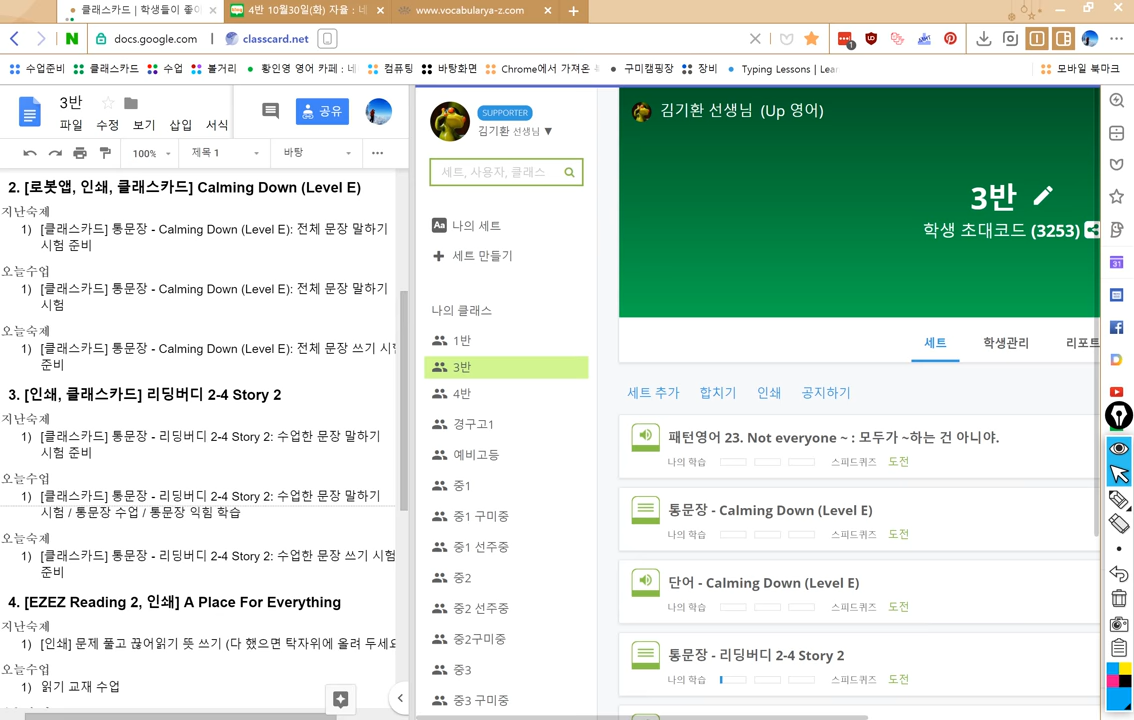 클래스카드 | 학생들이 좋아
4반 10월30일(화) 자율 : 네
www.vocabularya-z.com
docs.google.com
classcard.net
수업준비
클래스카드
수업
볼거리
황인영 영어 카페 : 네
컴퓨팅
바탕화면
Chrome에서 가져온
구미캠핑장
장비
Typing Lessons | Lear
모바일 북마크
3반
파일 수정 보기 삽입 서식
공유
100% 제목 1 바탕
2. [로봇앱, 인쇄, 클래스카드] Calming Down (Level E)
지난숙제
1) [클래스카드] 통문장 - Calming Down (Level E): 전체 문장 말하기
시험 준비
오늘수업
1) [클래스카드] 통문장 - Calming Down (Level E): 전체 문장 말하기
시험
오늘숙제
1) [클래스카드] 통문장 - Calming Down (Level E): 전체 문장 쓰기 시험
준비
3. [인쇄, 클래스카드] 리딩버디 2-4 Story 2
지난숙제
1) [클래스카드] 통문장 - 리딩버디 2-4 Story 2: 수업한 문장 말하기
시험 준비
오늘수업
1) [클래스카드] 통문장 - 리딩버디 2-4 Story 2: 수업한 문장 말하기
시험 / 통문장 수업 / 통문장 익힘 학습
오늘숙제
1) [클래스카드] 통문장 - 리딩버디 2-4 Story 2: 수업한 문장 쓰기 시험
준비
4. [EZEZ Reading 2, 인쇄] A Place For Everything
지난숙제
1) [인쇄] 문제 풀고 끊어읽기 뜻 쓰기 (다 했으면 탁자위에 올려 두세요
오늘수업
1) 읽기 교재 수업
SUPPORTER
김기환 선생님 ▼
세트, 사용자, 클래스
Aa 나의 세트
세트 만들기
나의 클래스
1반
3반
4반
경구고1
예비고등
중1
중1 구미중
중1 선주중
중2
중2 선주중
중2구미중
중3
중3 구미중
김기환 선생님 (Up 영어)
3반
학생 초대코드 (3253)
세트 학생관리 리포트
세트 추가 합치기 인쇄 공지하기
패턴영어 23. Not everyone ~ : 모두가 ~하는 건 아니야.
나의 학습 스피드퀴즈 도전
통문장 - Calming Down (Level E)
나의 학습 스피드퀴즈 도전
단어 - Calming Down (Level E)
나의 학습 스피드퀴즈 도전
통문장 - 리딩버디 2-4 Story 2
나의 학습 스피드퀴즈 도전